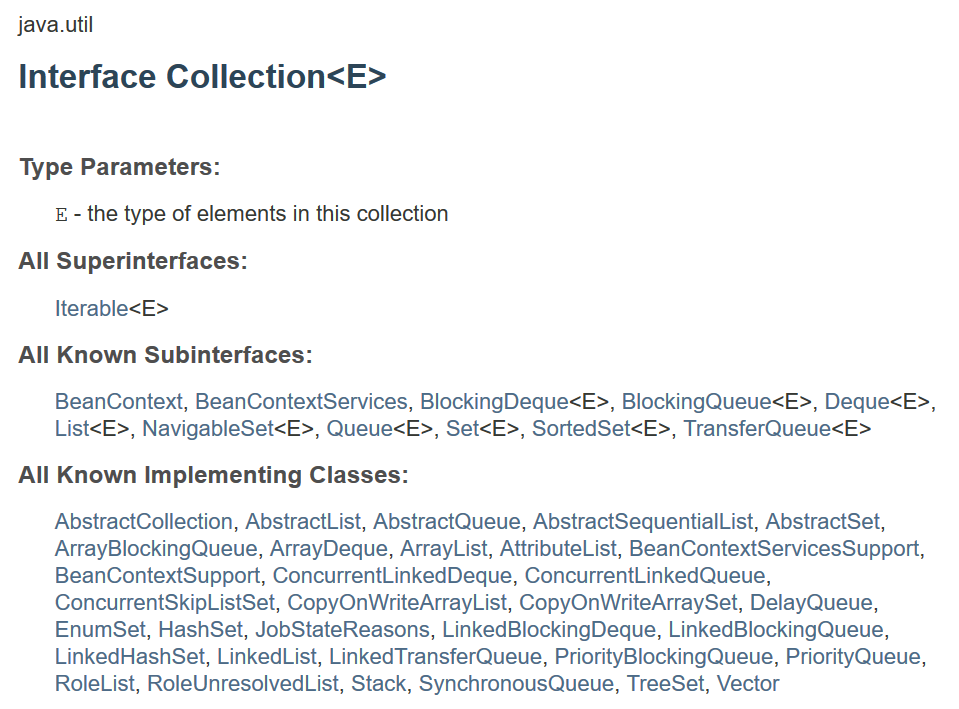 java.util
Interface Collection<E>
Type Parameters:
E - the type of elements in this collection
All Superinterfaces:
Iterable<E>
All Known Subinterfaces:
BeanContext, BeanContextServices, BlockingDeque<E>, BlockingQueue<E>, Deque<E>,
List<E>, NavigableSet<E>, Queue<E>, Set<E>, SortedSet<E>, TransferQueue<E>
All Known Implementing Classes:
AbstractCollection, AbstractList, AbstractQueue, AbstractSequentialList, AbstractSet,
ArrayBlockingQueue, ArrayDeque, ArrayList, AttributeList, BeanContextServicesSupport,
BeanContextSupport, ConcurrentLinkedDeque, ConcurrentLinkedQueue,
ConcurrentSkipListSet, CopyOnWriteArrayList, CopyOnWriteArraySet, DelayQueue,
EnumSet, HashSet, JobStateReasons, LinkedBlockingDeque, LinkedBlockingQueue,
LinkedHashSet, LinkedList, LinkedTransferQueue, PriorityBlockingQueue, PriorityQueue,
RoleList, RoleUnresolvedList, Stack, SynchronousQueue, TreeSet, Vector